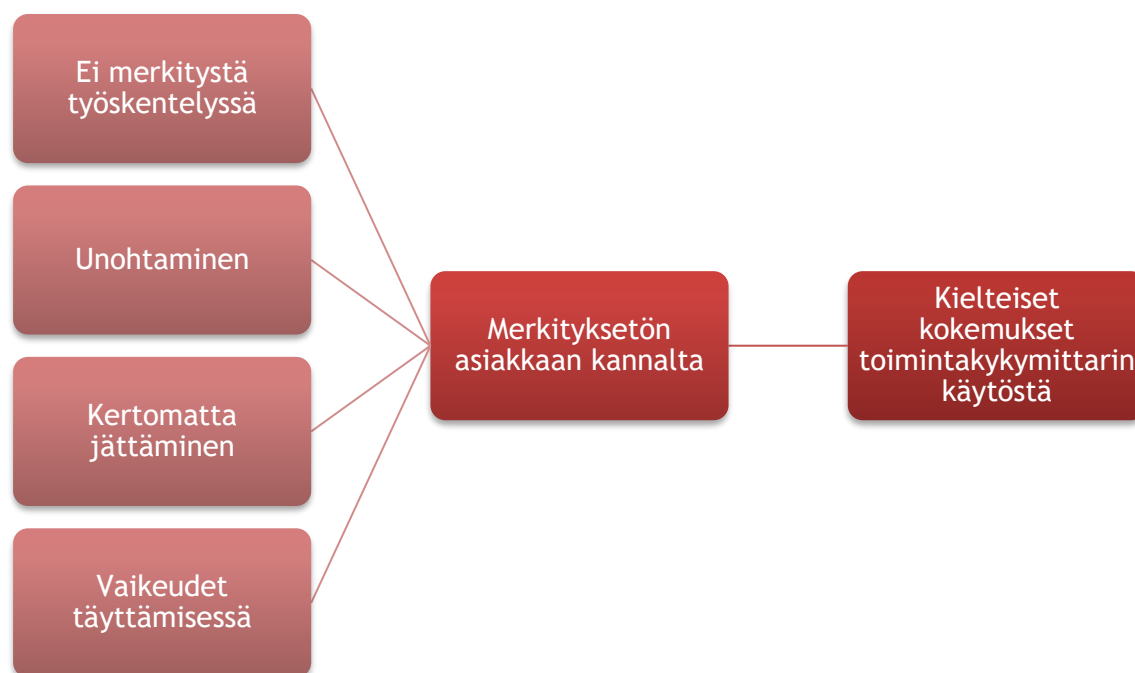 Ei merkitystä
työskentelyssä
Unohtaminen
Kertomatta
jättäminen
Vaikeudet
täyttämisessä
Merkityksetön
asiakkaan kannalta
Kielteiset
kokemukset
toimintakykymittarin
käytöstä